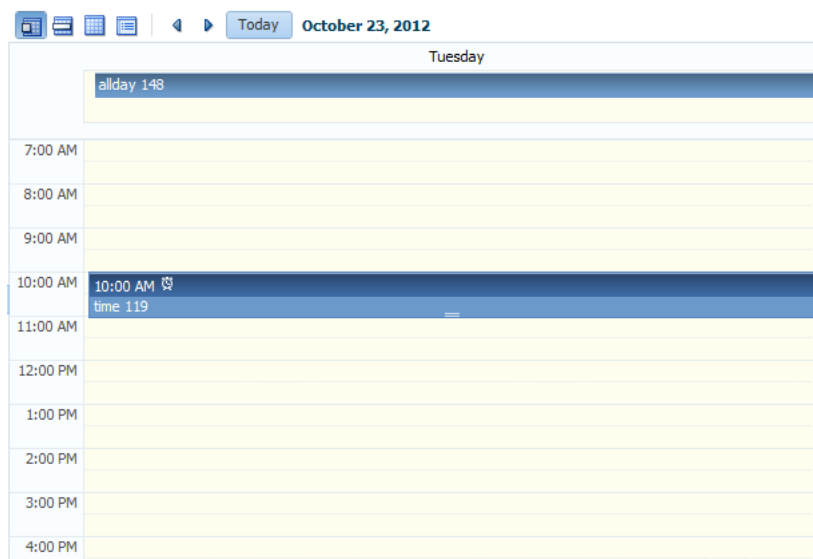 Today October 23, 2012
Tuesday
allday 148
7:00 AM
8:00 AM
9:00 AM
10:00 AM 10:00 AM
time 119
11:00 AM
12:00 PM
1:00 PM
2:00 PM
3:00 PM
4:00 PM